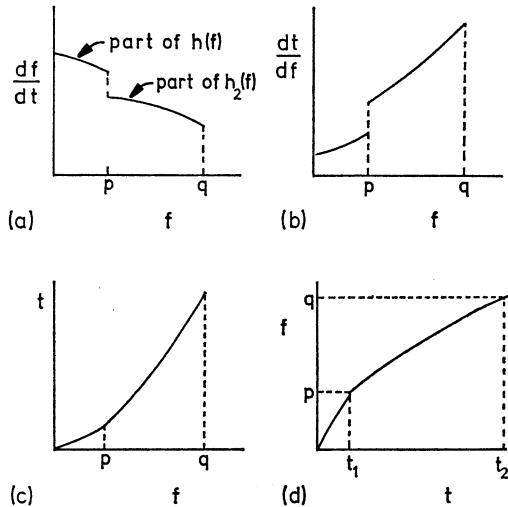 part of h(f)
df
dt
part of h₂(f)
p
q
(a)
f
dt
df
p
q
(b)
f
t
p
q
(c)
f
q
f
p
t₁
t₂
(d)
t